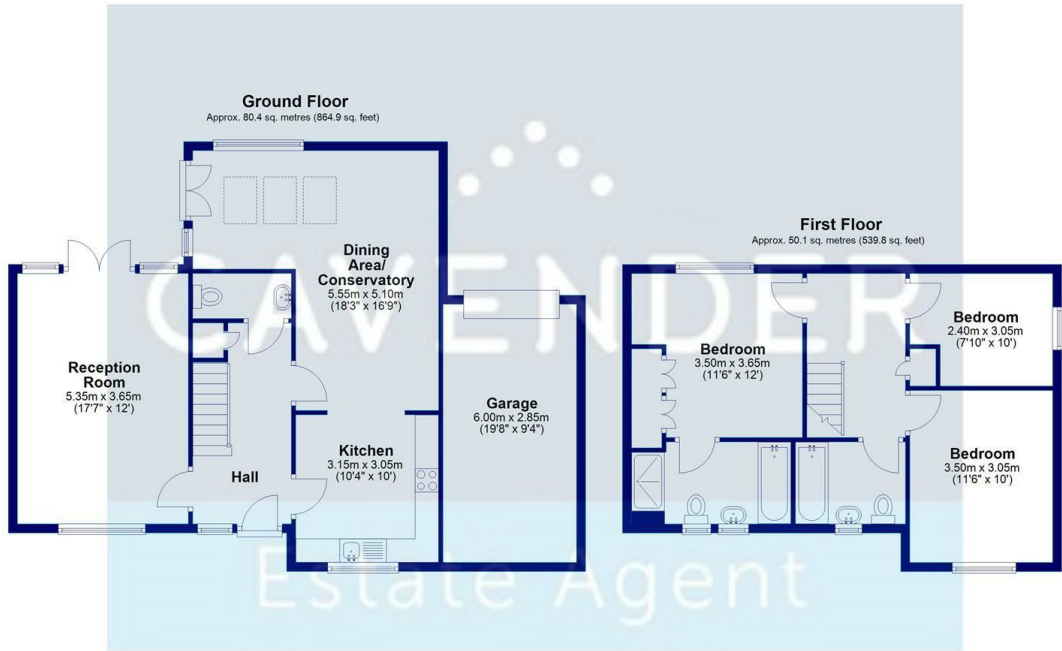 Ground Floor
Approx. 80.4 sq. metres (864.9 sq. feet)
Dining
Area/
Conservatory
5.55m x 5.10m
(18'3" x 16'9")
Reception
Room
5.35m x 3.65m
(17'7" x 12')
Hall
Kitchen
3.15m x 3.05m
(10'4" x 10')
Garage
6.00m x 2.85m
(19'8" x 9'4")
First Floor
Approx. 50.1 sq. metres (539.8 sq. feet)
Bedroom
3.50m x 3.65m
(11'6" x 12')
Bedroom
2.40m x 3.05m
(7'10" x 10')
Bedroom
3.50m x 3.05m
(11'6" x 10')
CAVENDER
Estate Agent